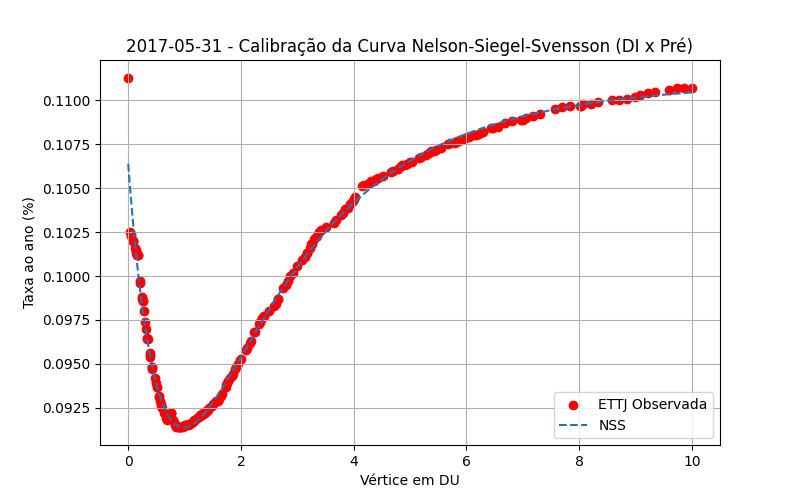 2017-05-31 - Calibração da Curva Nelson-Siegel-Svensson (DI x Pré)
Taxa ao ano (%)
0.1100
0.1075
0.1050
0.1025
0.1000
0.0975
0.0950
0.0925
ETTJ Observada
NSS
0 2 4 6 8 10
Vértice em DU